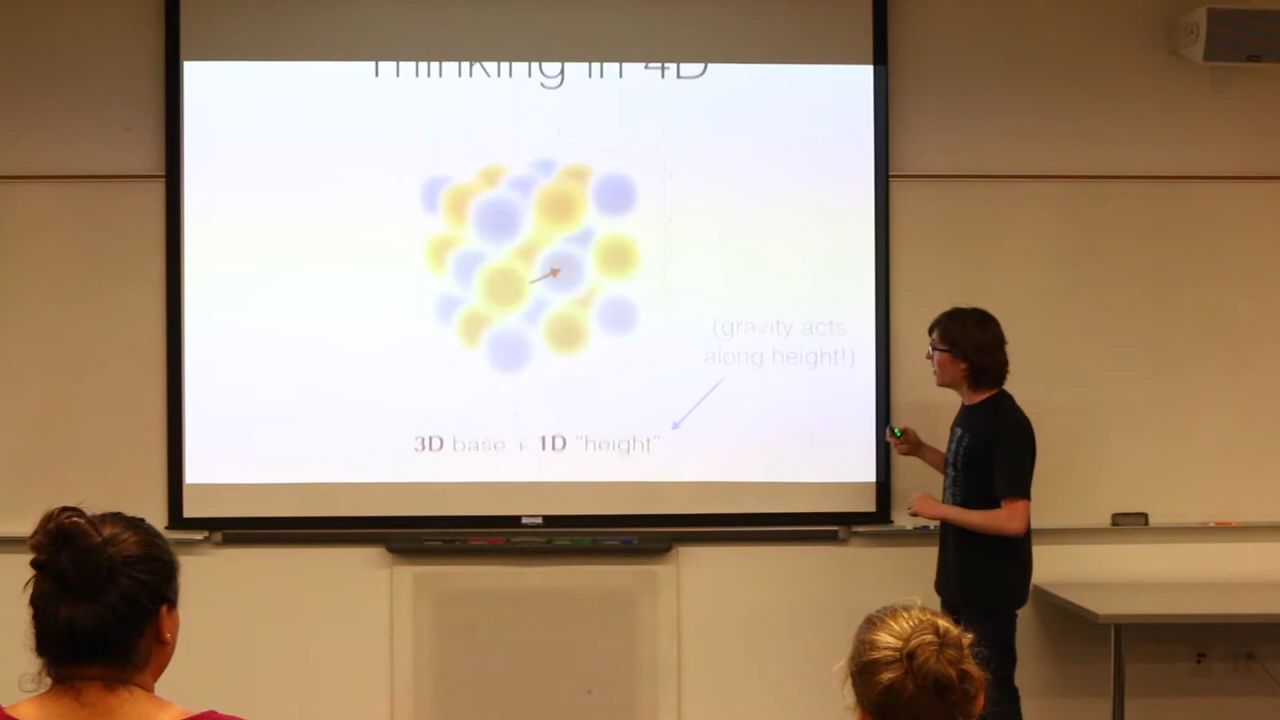 Thinking in 4D
(gravity acts
along height!)
3D base + 1D "height"